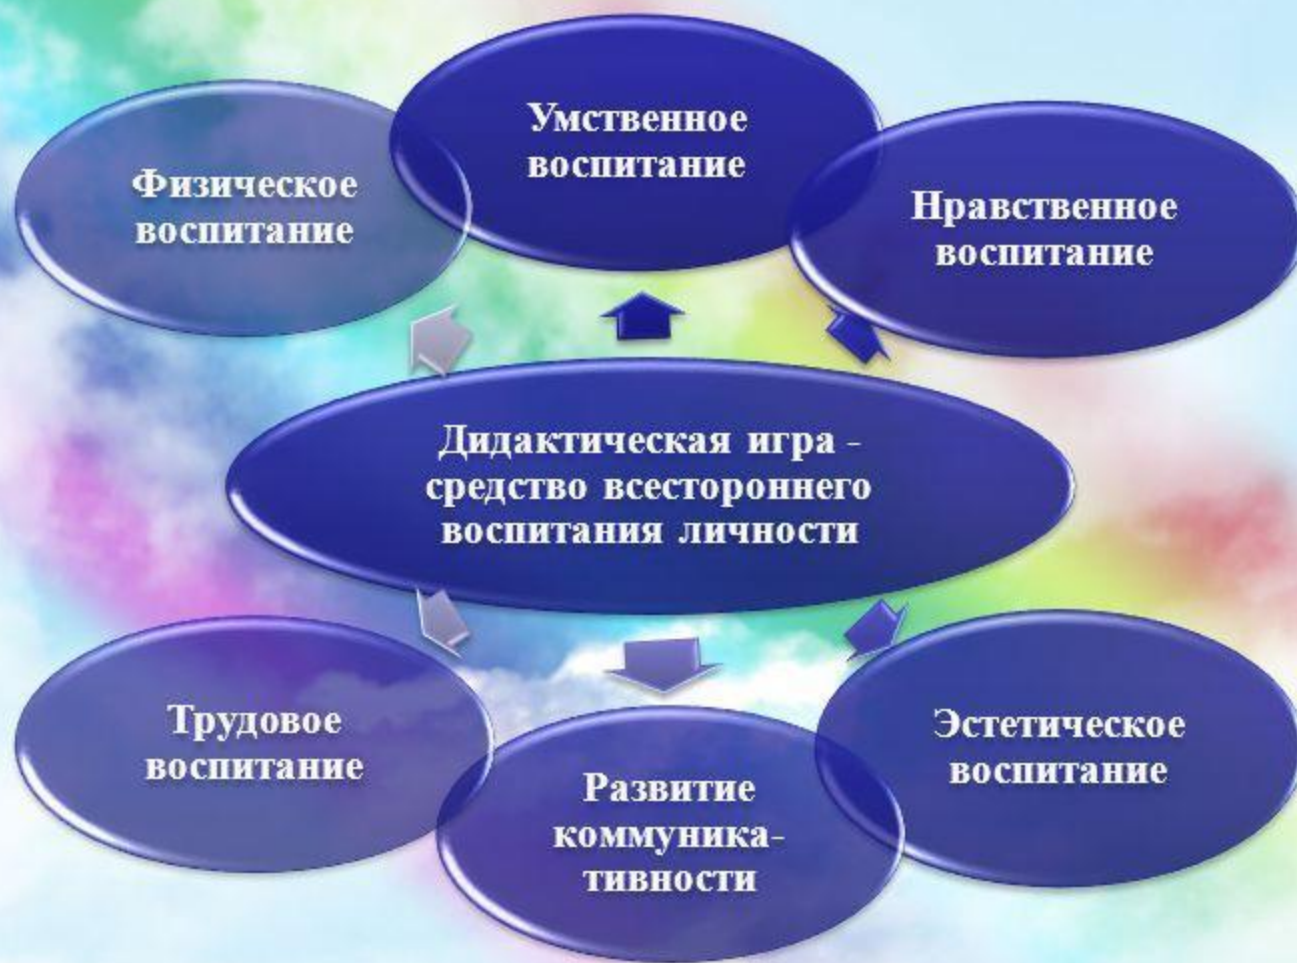 Умственное
воспитание
Физическое
воспитание
Нравственное
воспитание
Дидактическая игра -
средство всестороннего
воспитания личности
Трудовое
воспитание
Развитие
коммуника-
тивности
Эстетическое
воспитание